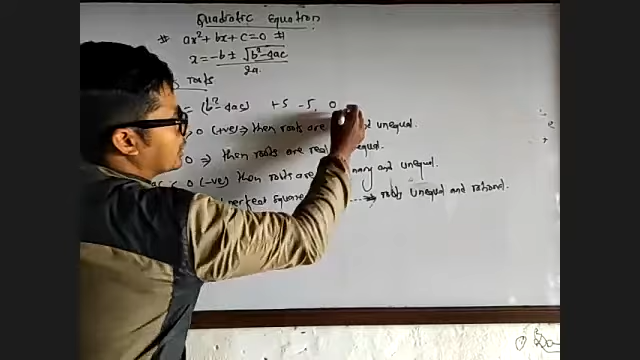 Quadratic Equation
# ax² + bx + c = 0 #
x = -b ± √b²-4ac
2a
roots
= (b²-4ac) +5 -5, 0
>0 (+ve) ⇒ then roots are unequal.
0 ⇒ then roots are real equal.
< 0 (-ve) then roots are and unequal.
perfect square roots unequal and rational.